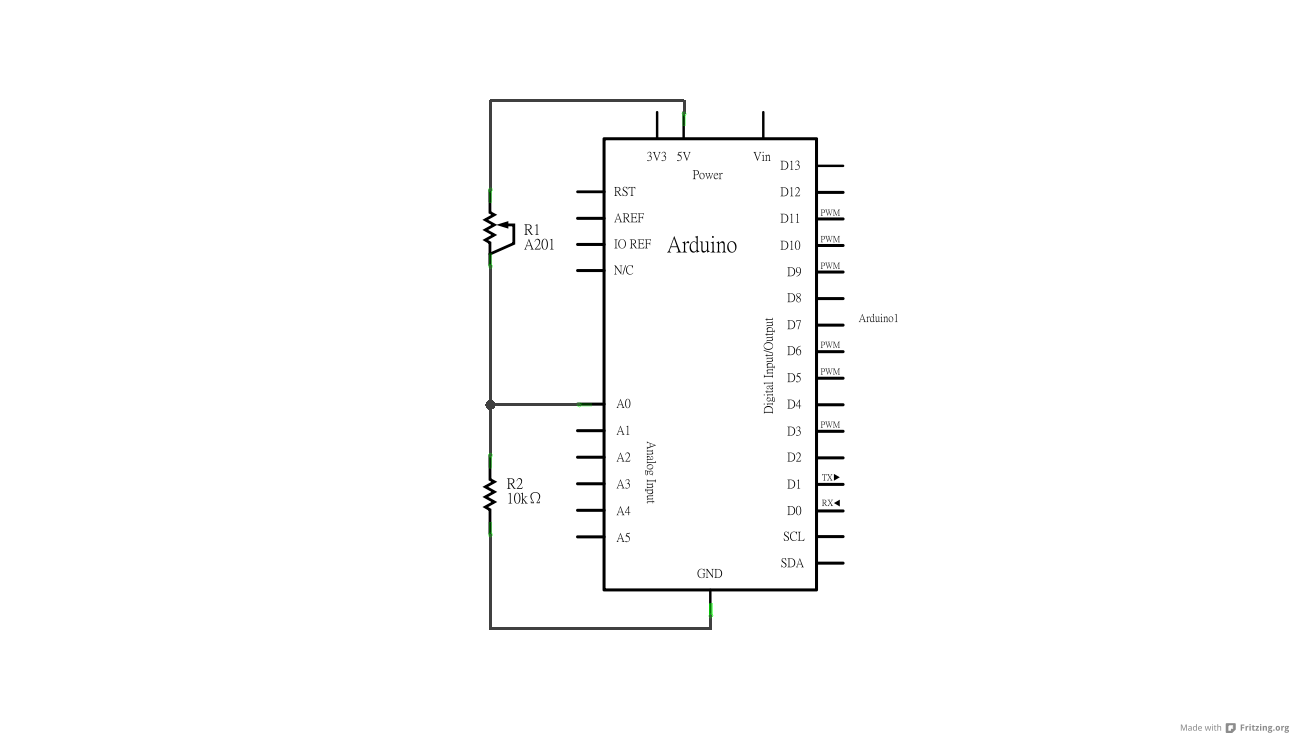 3V3 5V Vin
Power
D13
RST
D12
AREF
D11 PWM
R1
A201
Arduino
IO REF
D10 PWM
N/C
D9 PWM
D8
Arduino1
D7
Digital Input/Output
D6 PWM
D5 PWM
A0
D4
A1
D3 PWM
Analog Input
A2
D2
R2
10kΩ
A3
D1 TX
A4
D0 RX
A5
SCL
SDA
GND
Made with Fritzing.org